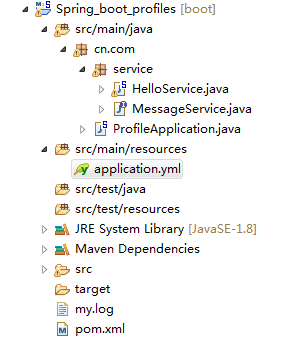 Spring_boot_profiles [boot]
src/main/java
cn.com
service
HelloService.java
MessageService.java
ProfileApplication.java
src/main/resources
application.yml
src/test/java
src/test/resources
JRE System Library [JavaSE-1.8]
Maven Dependencies
src
target
my.log
pom.xml